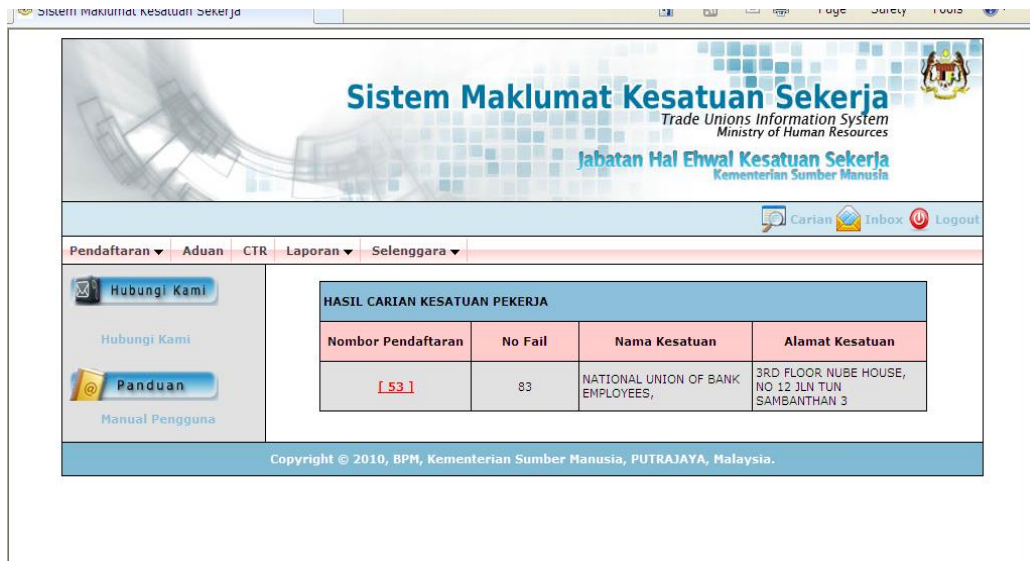 Sistem Maklumat Kesatuan Sekerja
Page Safety Tools
Sistem Maklumat Kesatuan Sekerja
Trade Unions Information System
Ministry of Human Resources
Jabatan Hal Ehwal Kesatuan Sekerja
Kementerian Sumber Manusia
Carian Inbox Logout
Pendaftaran Aduan CTR Laporan Selenggara
Hubungi Kami
Hubungi Kami
Panduan
Manual Pengguna
HASIL CARIAN KESATUAN PEKERJA
Nombor Pendaftaran No Fail Nama Kesatuan Alamat Kesatuan
[ 53 ] 83 NATIONAL UNION OF BANK EMPLOYEES, 3RD FLOOR NUBE HOUSE,
NO 12 JLN TUN
SAMBANTHAN 3
Copyright © 2010, BPM, Kementerian Sumber Manusia, PUTRAJAYA, Malaysia.